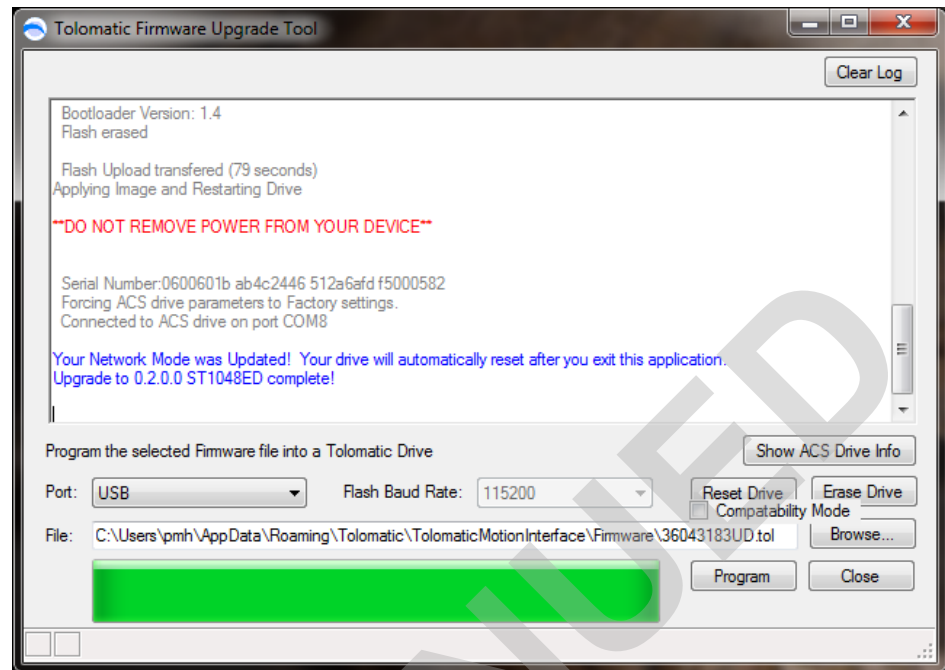 Tolomatic Firmware Upgrade Tool
Clear Log
Bootloader Version: 1.4
Flash erased
Flash Upload transfered (79 seconds)
Applying Image and Restarting Drive
**DO NOT REMOVE POWER FROM YOUR DEVICE**
Serial Number:0600601b ab4c2446 512a6afd f5000582
Forcing ACS drive parameters to Factory settings.
Connected to ACS drive on port COM8
Your Network Mode was Updated! Your drive will automatically reset after you exit this application.
Upgrade to 0.2.0.0 ST1048ED complete!
Program the selected Firmware file into a Tolomatic Drive
Show ACS Drive Info
Port: USB Flash Baud Rate: 115200 Reset Drive Erase Drive
Compatability Mode
File: C:\Users\pmh\AppData\Roaming\Tolomatic\TolomaticMotionInterface\Firmware\36043183UD.tol Browse...
Program Close
NUED